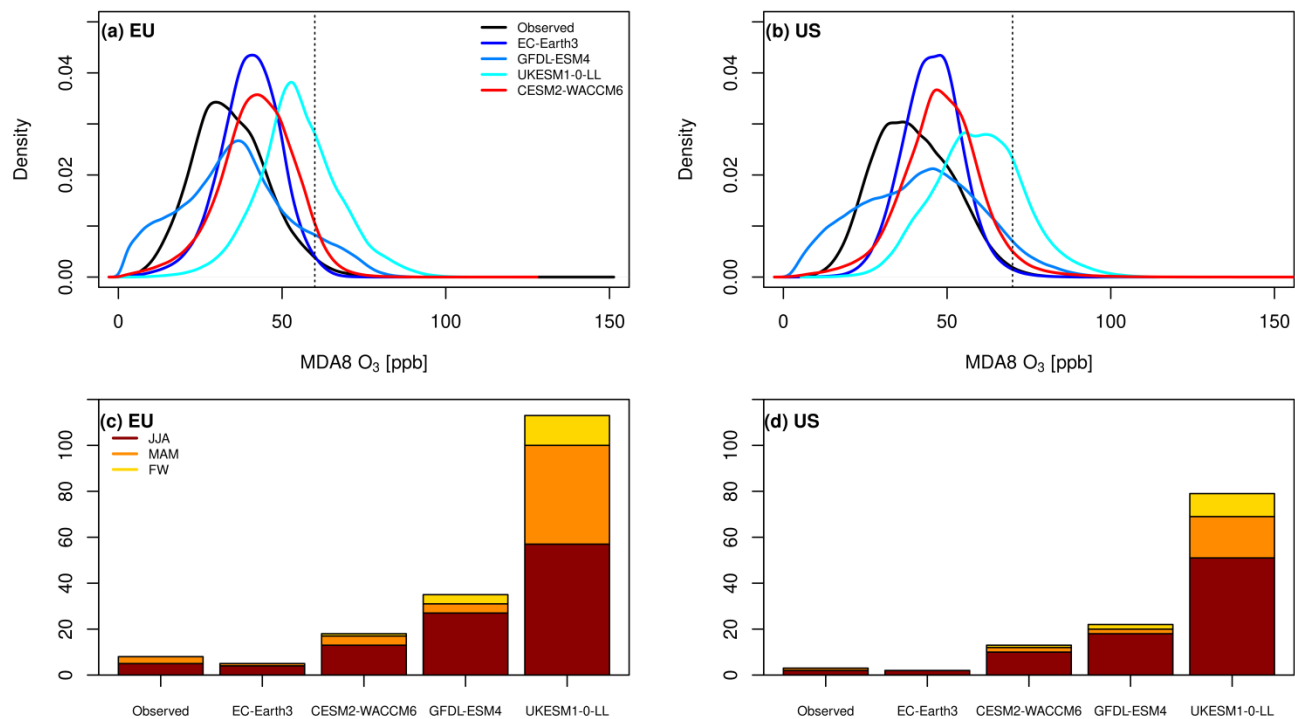 (a) EU
Observed
EC-Earth3
GFDL-ESM4
UKESM1-0-LL
CESM2-WACCM6
Density
0.00
0.02
0.04
0
50
100
150
MDA8 O3 [ppb]
(b) US
Density
0.00
0.02
0.04
0
50
100
150
MDA8 O3 [ppb]
(c) EU
JJA
MAM
FW
0
20
40
60
80
100
Observed
EC-Earth3
CESM2-WACCM6
GFDL-ESM4
UKESM1-0-LL
(d) US
0
20
40
60
80
100
Observed
EC-Earth3
CESM2-WACCM6
GFDL-ESM4
UKESM1-0-LL